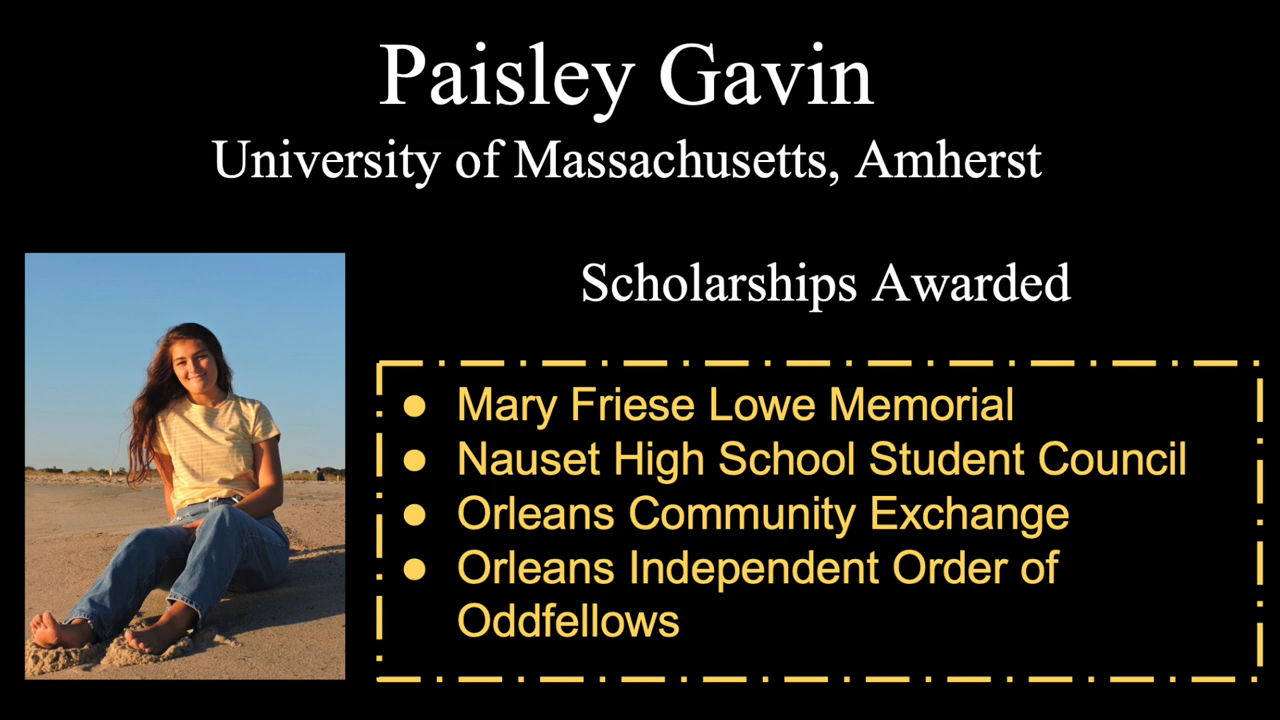 Paisley Gavin
University of Massachusetts, Amherst
Scholarships Awarded
● Mary Friese Lowe Memorial
● Nauset High School Student Council
● Orleans Community Exchange
● Orleans Independent Order of
Oddfellows